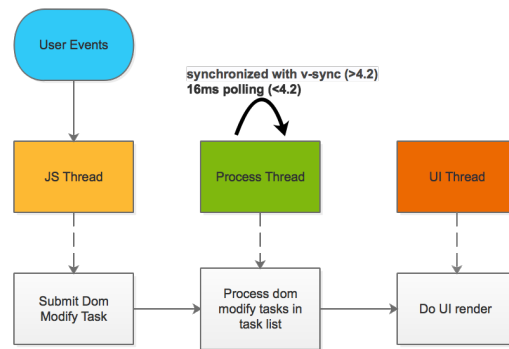 User Events
synchronized with v-sync (>4.2)
16ms polling (<4.2)
JS Thread
Process Thread
UI Thread
Submit Dom
Modify Task
Process dom
modify tasks in
task list
Do UI render